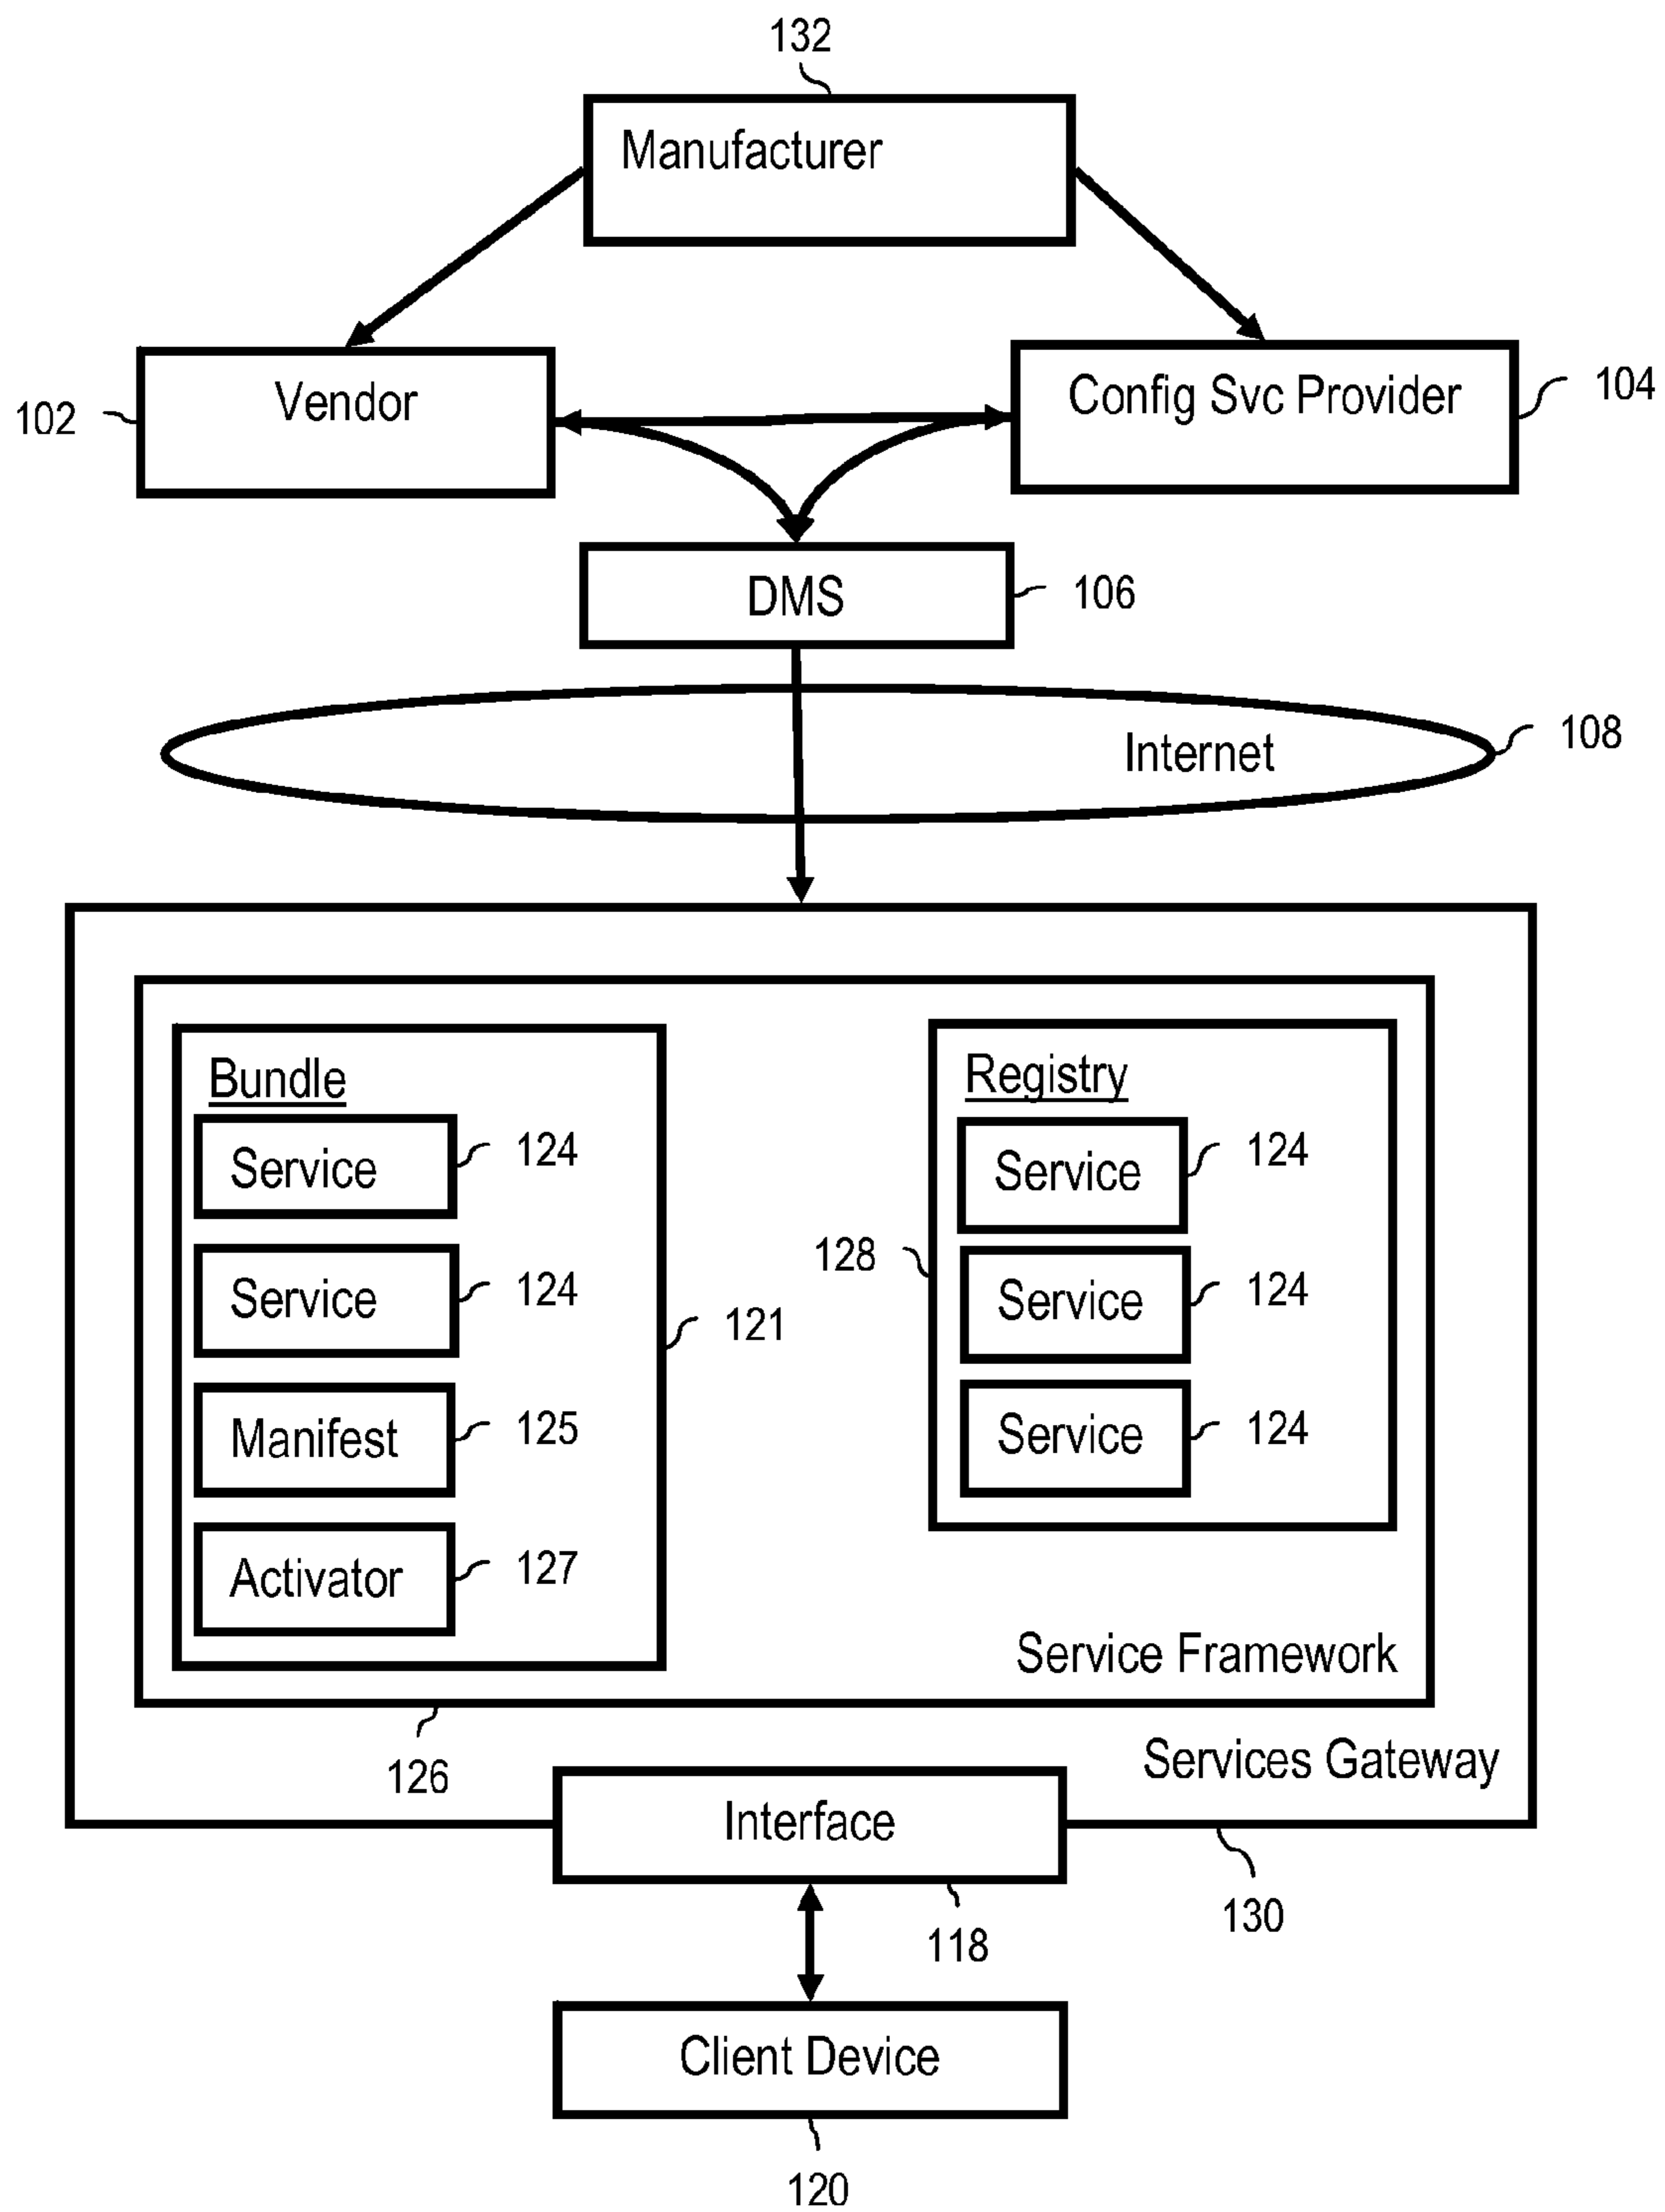 132
Manufacturer
Vendor
Config Svc Provider
102
104
DMS
106
Internet
108
Bundle
Registry
Service
124
Service
124
128
Service
124
Service
124
121
Manifest
125
Service
124
Activator
127
Service Framework
126
Services Gateway
Interface
118
130
Client Device
120